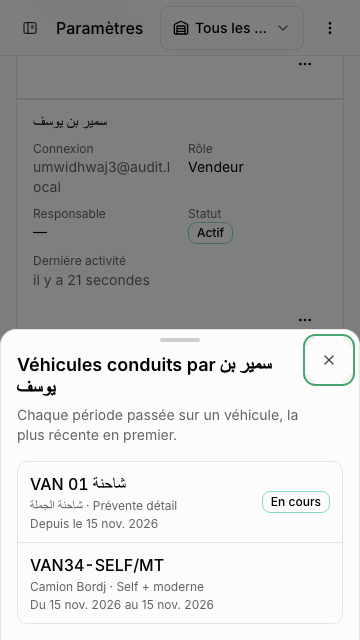 Paramètres
Tous les ...
سمير بن يوسف
Connexion
Rôle
umwidhwaj3@audit.l
ocal
Vendeur
Responsable
Statut
—
Actif
Dernière activité
il y a 21 secondes
Véhicules conduits par سمير بن
يوسف
Chaque période passée sur un véhicule, la
plus récente en premier.
VAN 01 شاحنة
شاحنة الجملة · Prévente détail
Depuis le 15 nov. 2026
En cours
VAN34-SELF/MT
Camion Bordj · Self + moderne
Du 15 nov. 2026 au 15 nov. 2026